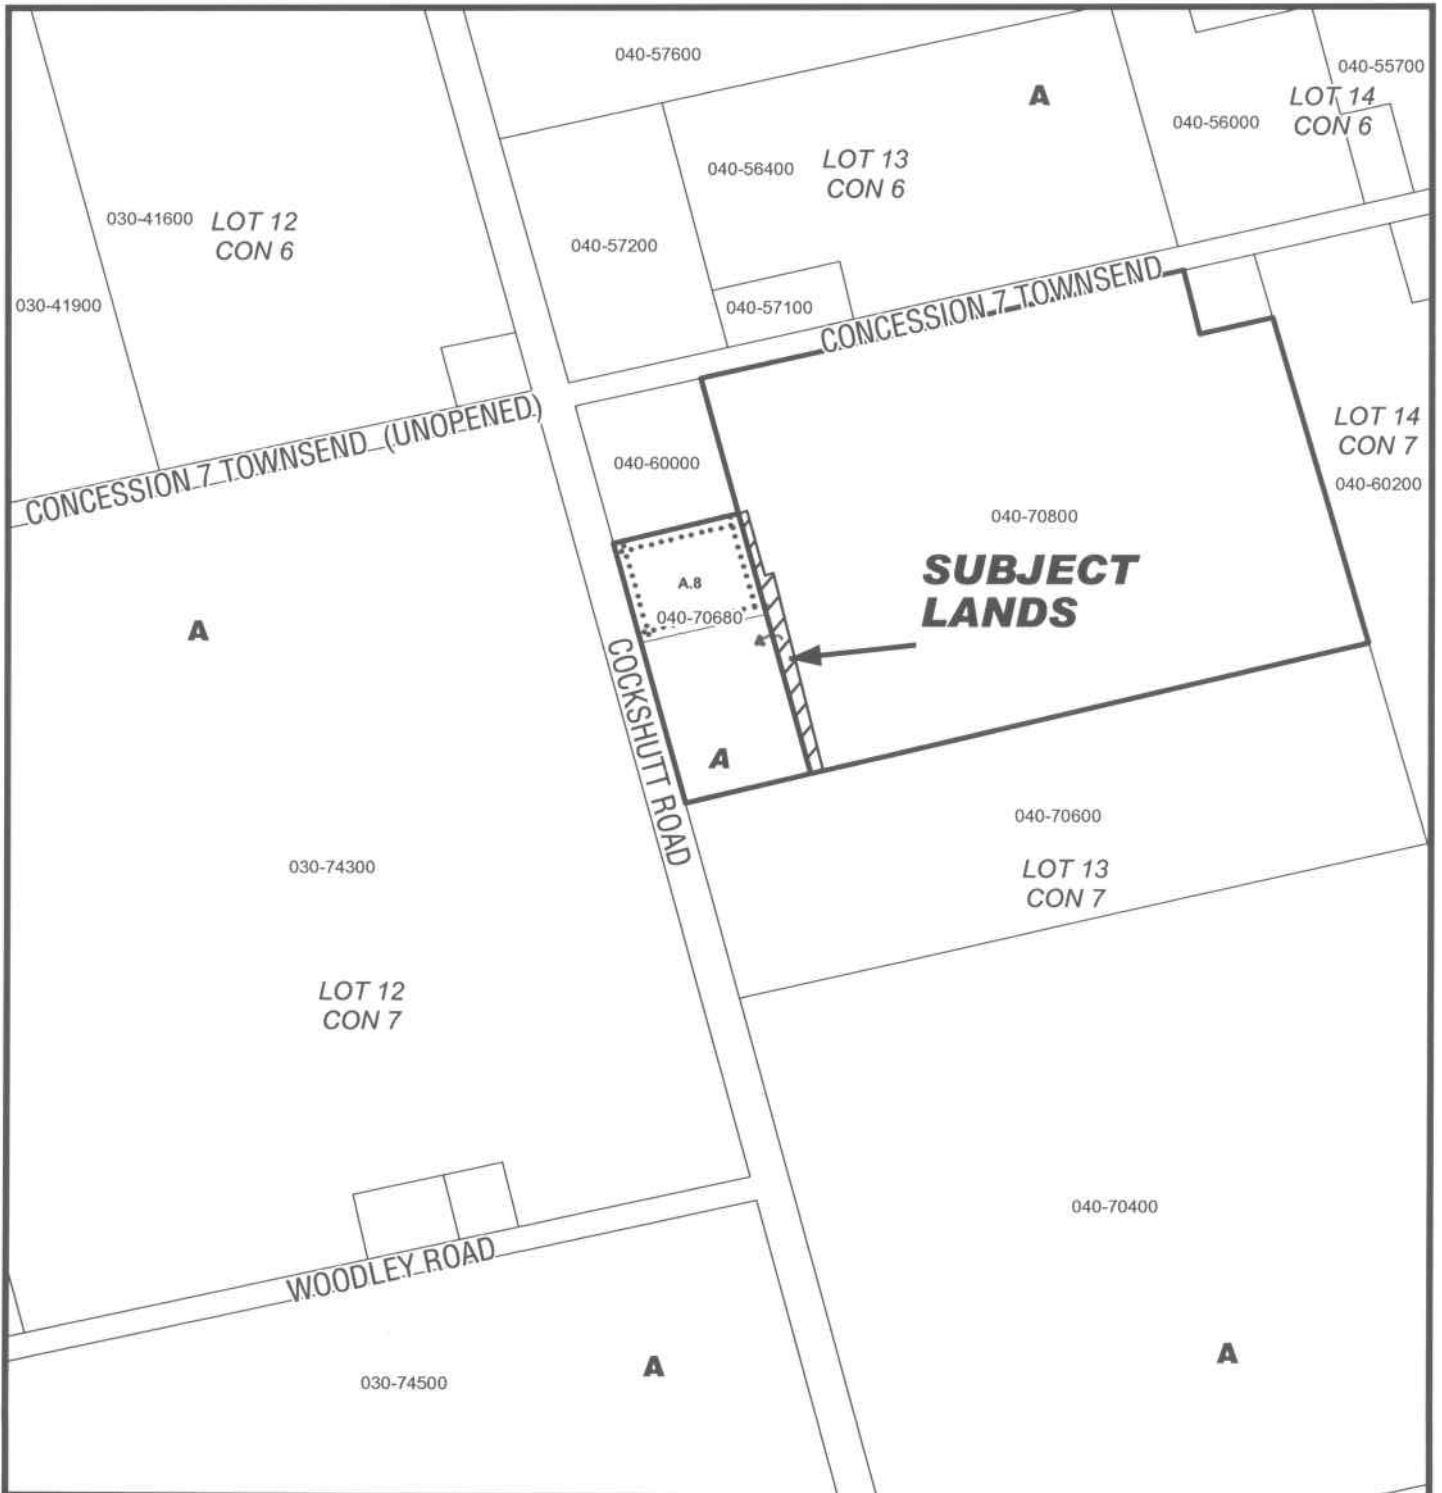 040-57600
040-55700
A
LOT 14
CON 6
040-56000
LOT 13
CON 6
040-56400
030-41600
LOT 12
CON 6
040-57200
030-41900
040-57100
CONCESSION 7 TOWNSEND
CONCESSION 7 TOWNSEND (UNOPENED)
LOT 14
CON 7
040-60000
040-60200
040-70800
SUBJECT
LANDS
A.8
040-70680
A
COCKSHUTT ROAD
A
040-70600
LOT 13
CON 7
030-74300
LOT 12
CON 7
040-70400
WOODLEY ROAD
A
A
030-74500